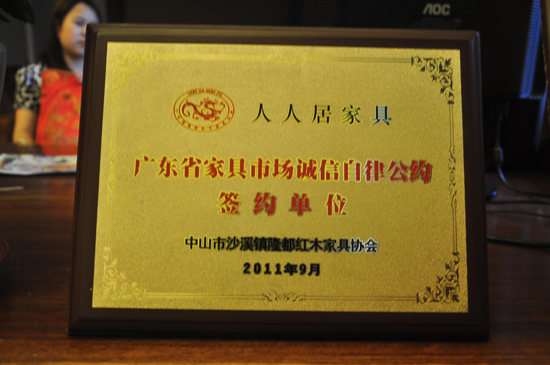 AOC
人人居家具
广东省家具市场诚信自律公约
签约单位
中山市沙溪镇隆都红木家具协会
2011年9月